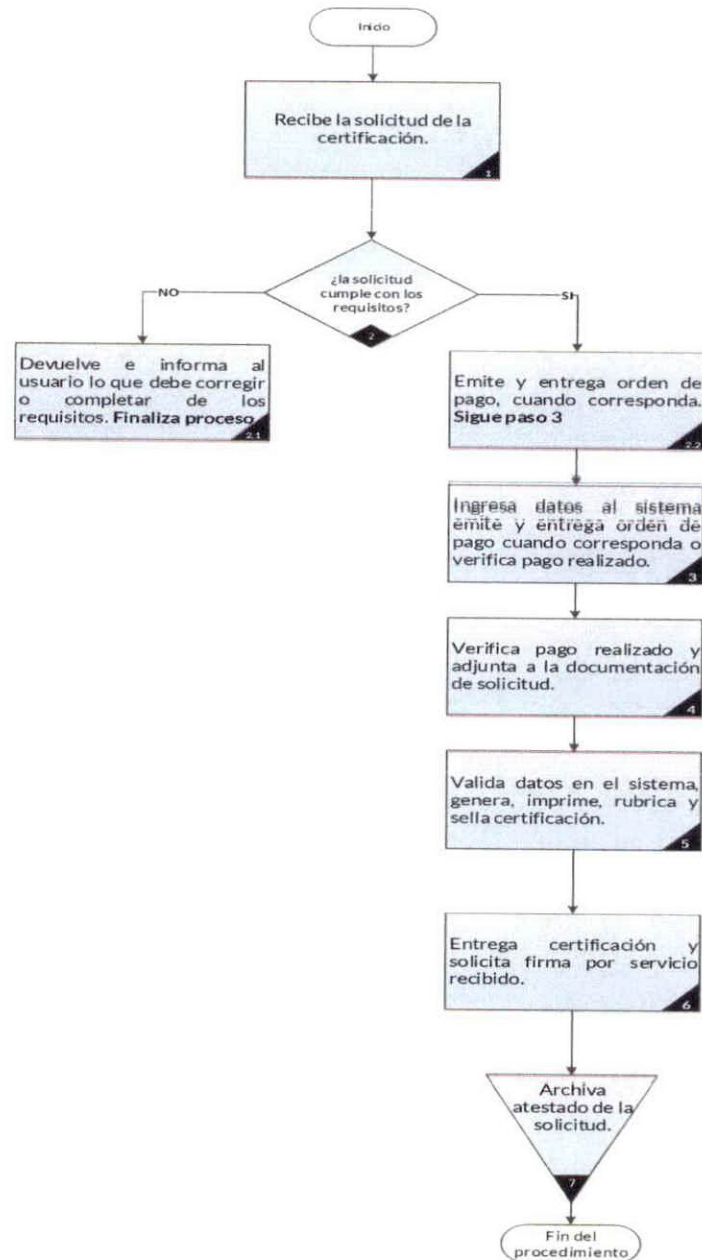 Inicio
Recibe la solicitud de la
certificación.
1
¿la solicitud
cumple con los
requisitos?
2
NO
SI
Devuelve e informa al
usuario lo que debe corregir
o completar de los
requisitos. Finaliza proceso
2.1
Emite y entrega orden de
pago, cuando corresponda.
Sigue paso 3
2.2
Ingresa datos al sistema
emite y entrega orden de
pago cuando corresponda o
verifica pago realizado.
3
Verifica pago realizado y
adjunta a la documentación
de solicitud.
4
Valida datos en el sistema,
genera, imprime, rubrica y
sella certificación.
5
Entrega certificación y
solicita firma por servicio
recibido.
6
Archiva
atestado de la
solicitud.
7
Fin del
procedimiento